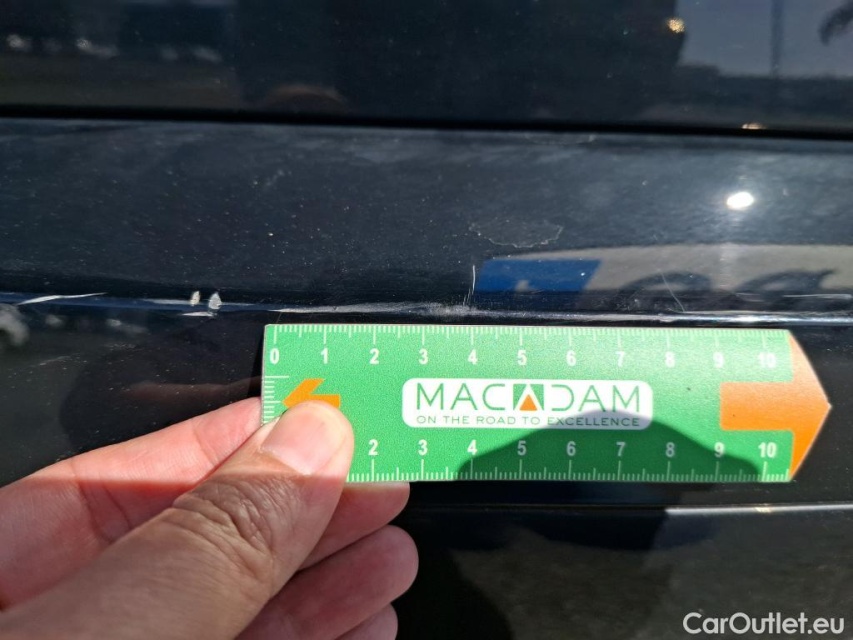 0 1 2 3 4 5 6 7 8 9 10
MACADAM
ON THE ROAD TO EXCELLENCE
2 3 4 5 6 7 8 9 10
CarOutlet.eu